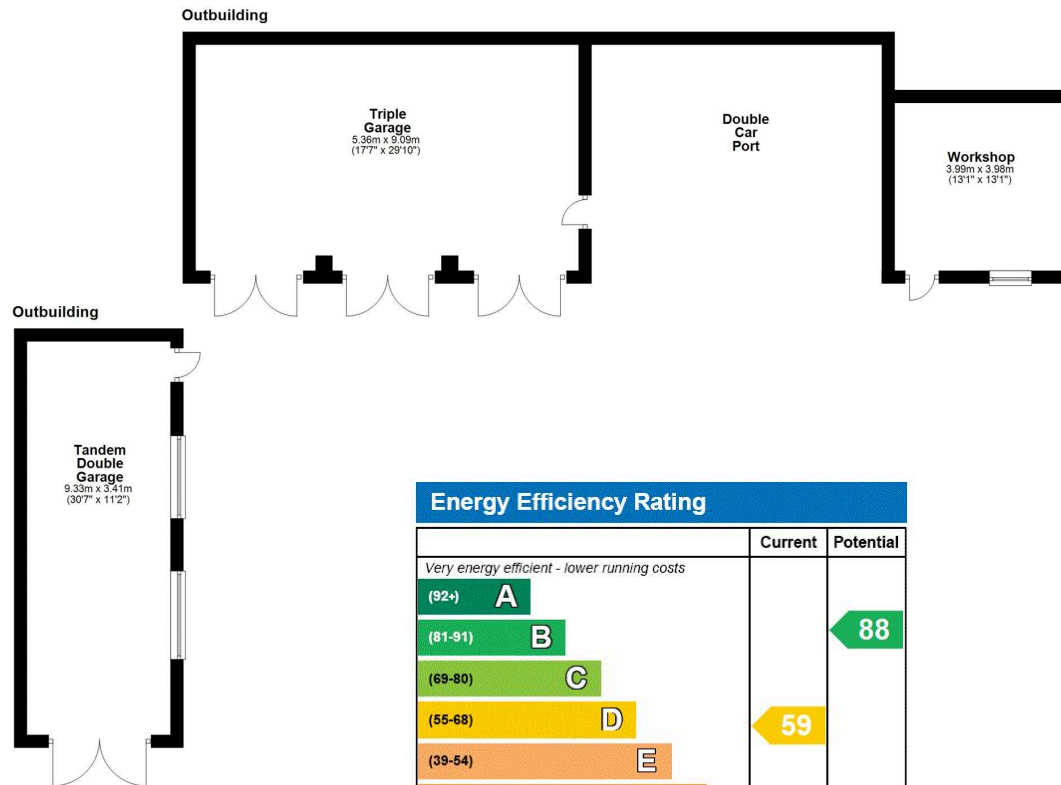 Outbuilding
Triple
Garage
5.36m x 9.09m
(17'7" x 29'10")
Double
Car
Port
Workshop
3.99m x 3.98m
(13'1" x 13'1")
Outbuilding
Tandem
Double
Garage
9.33m x 3.41m
(30'7" x 11'2")
Energy Efficiency Rating
Current Potential
Very energy efficient - lower running costs
(92+) A
(81-91) B 88
(69-80) C
(55-68) D 59
(39-54) E